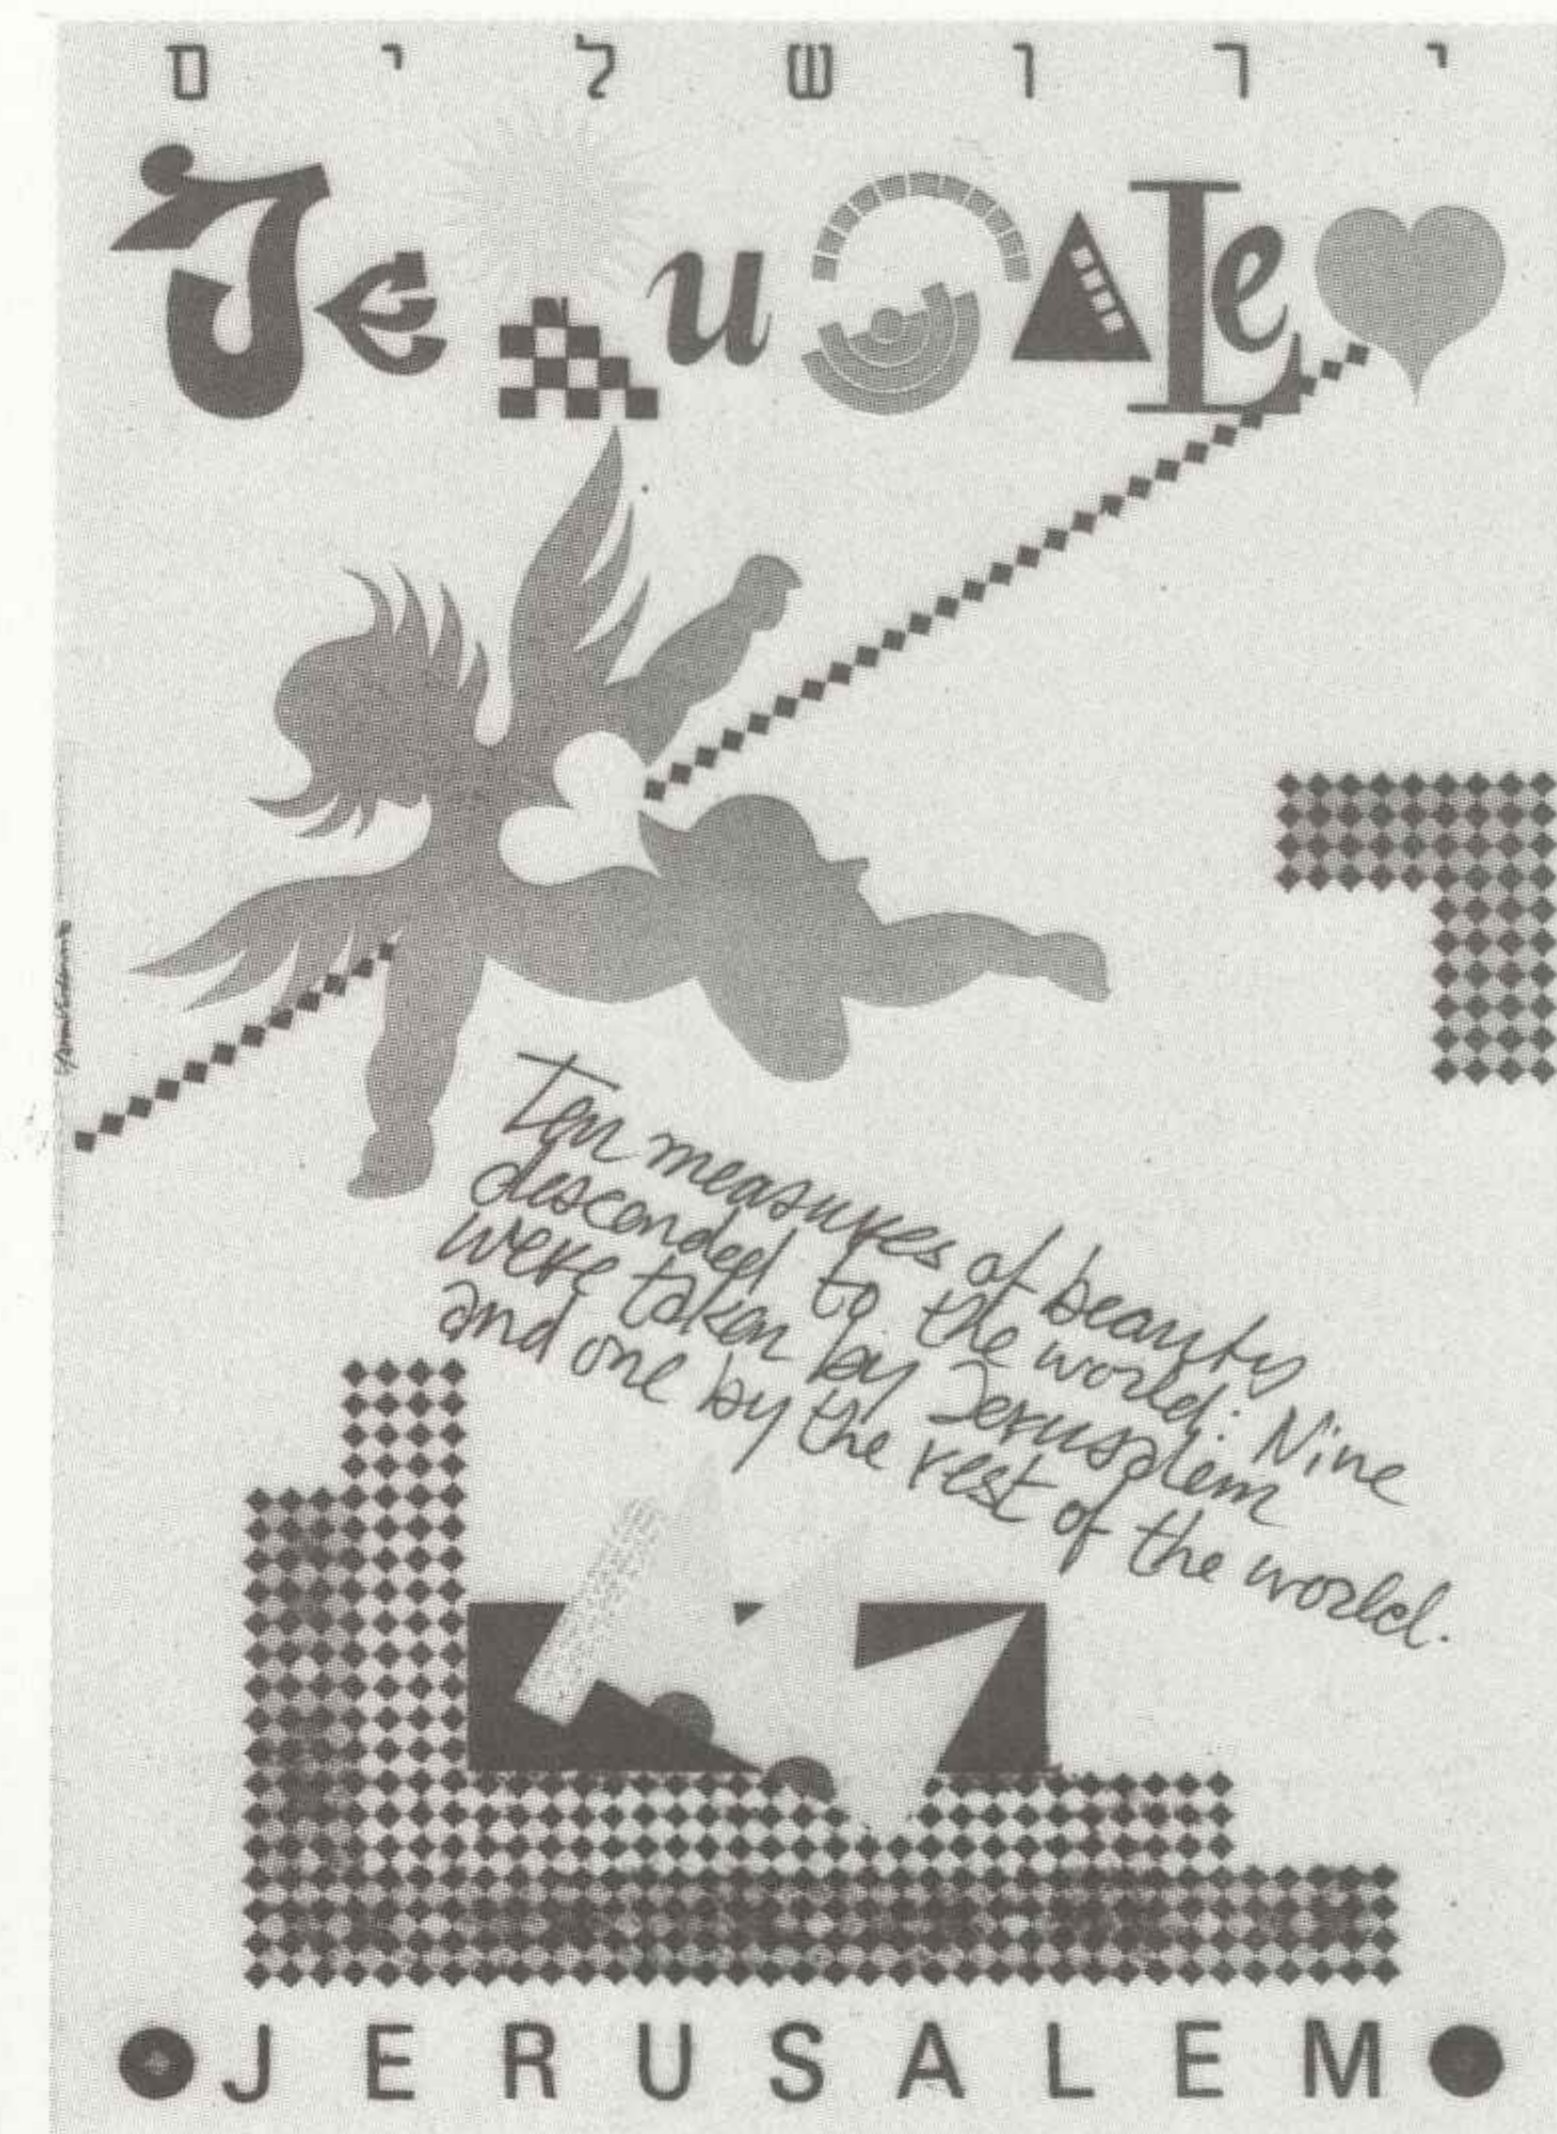 ירושלים
JeRuSALeM
Ten measures of beauty
descended to the world: Nine
were taken by Jerusalem
and one by the rest of the world.
JERUSALEM